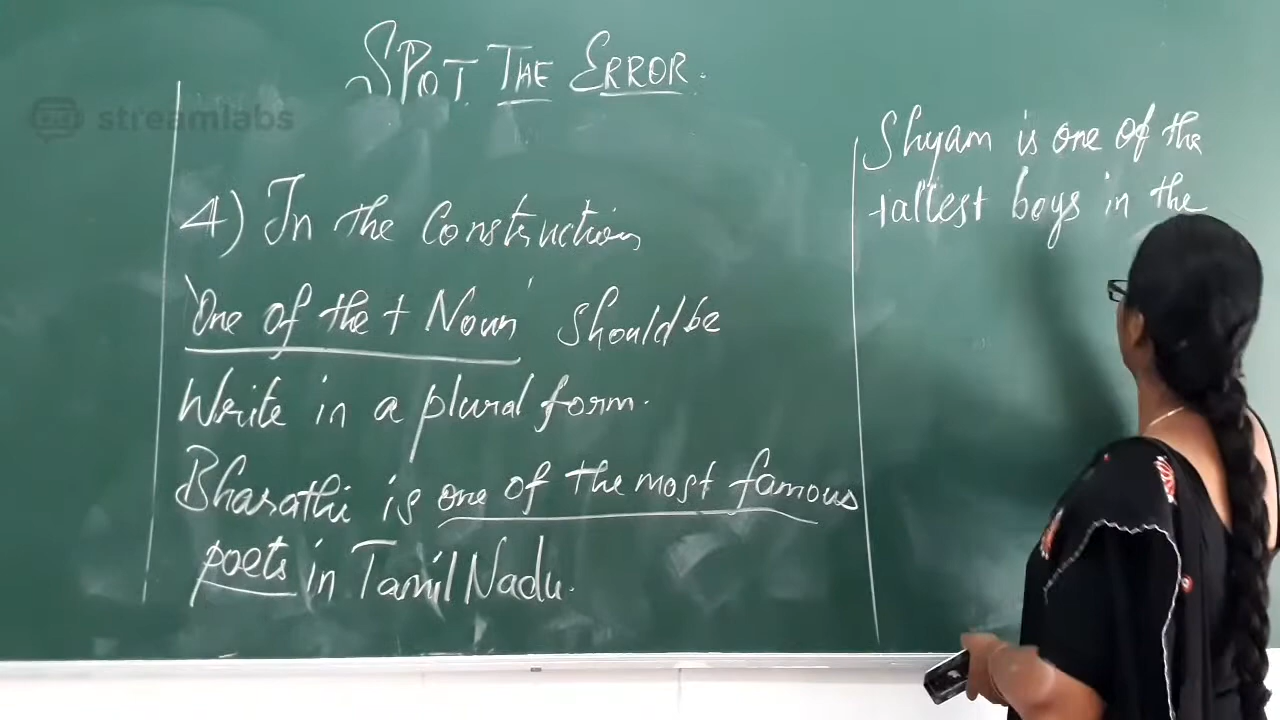 SPOT THE ERROR.
streamlabs
4) In the Construction
'One of the + Noun' should be
Write in a plural form.
Bharathi is one of the most famous
poets in Tamil Nadu.
Shyam is one of the
tallest boys in the